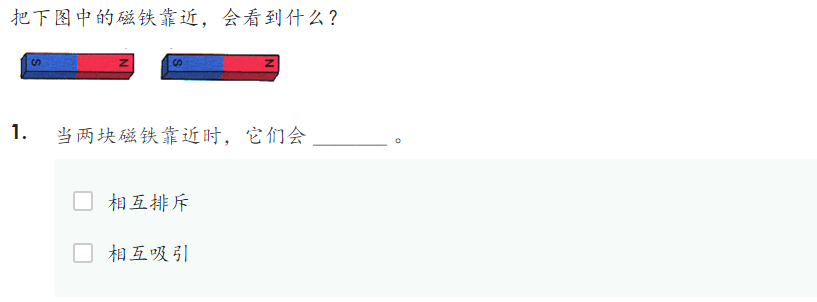 把下图中的磁铁靠近，会看到什么？
S N S N
1. 当两块磁铁靠近时，它们会 _______ 。
相互排斥
相互吸引